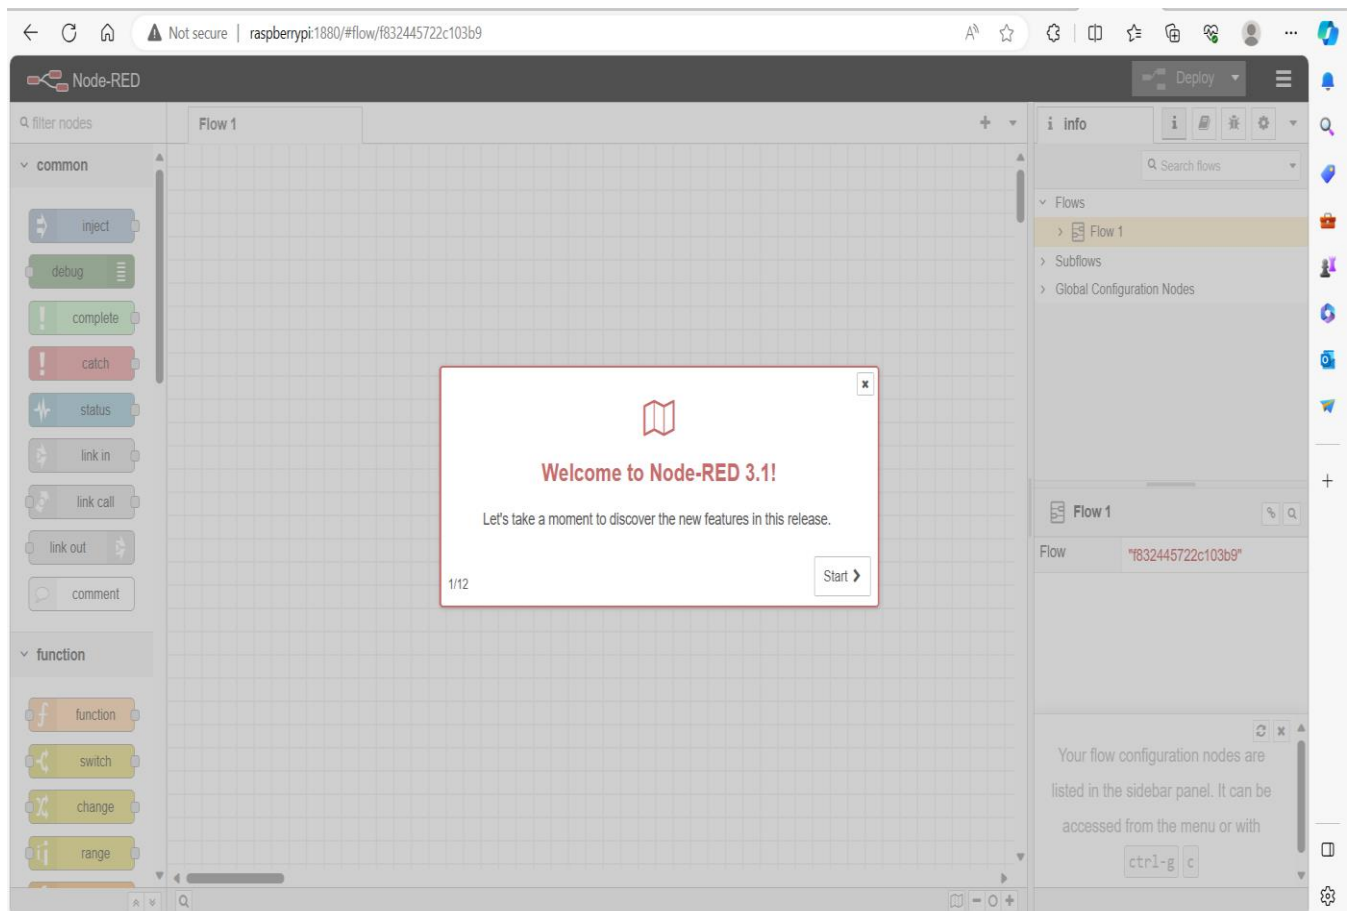 Not secure | raspberrypi:1880/#flow/f832445722c103b9
Node-RED
Deploy
filter nodes
Flow 1
i info
common
Search flows
Flows
inject
Flow 1
debug
Subflows
Global Configuration Nodes
complete
catch
status
link in
Welcome to Node-RED 3.1!
link call
Flow 1
Let's take a moment to discover the new features in this release.
link out
Flow "f832445722c103b9"
Start
1/12
comment
function
function
Your flow configuration nodes are
switch
listed in the sidebar panel. It can be
change
accessed from the menu or with
range
ctrl-g c